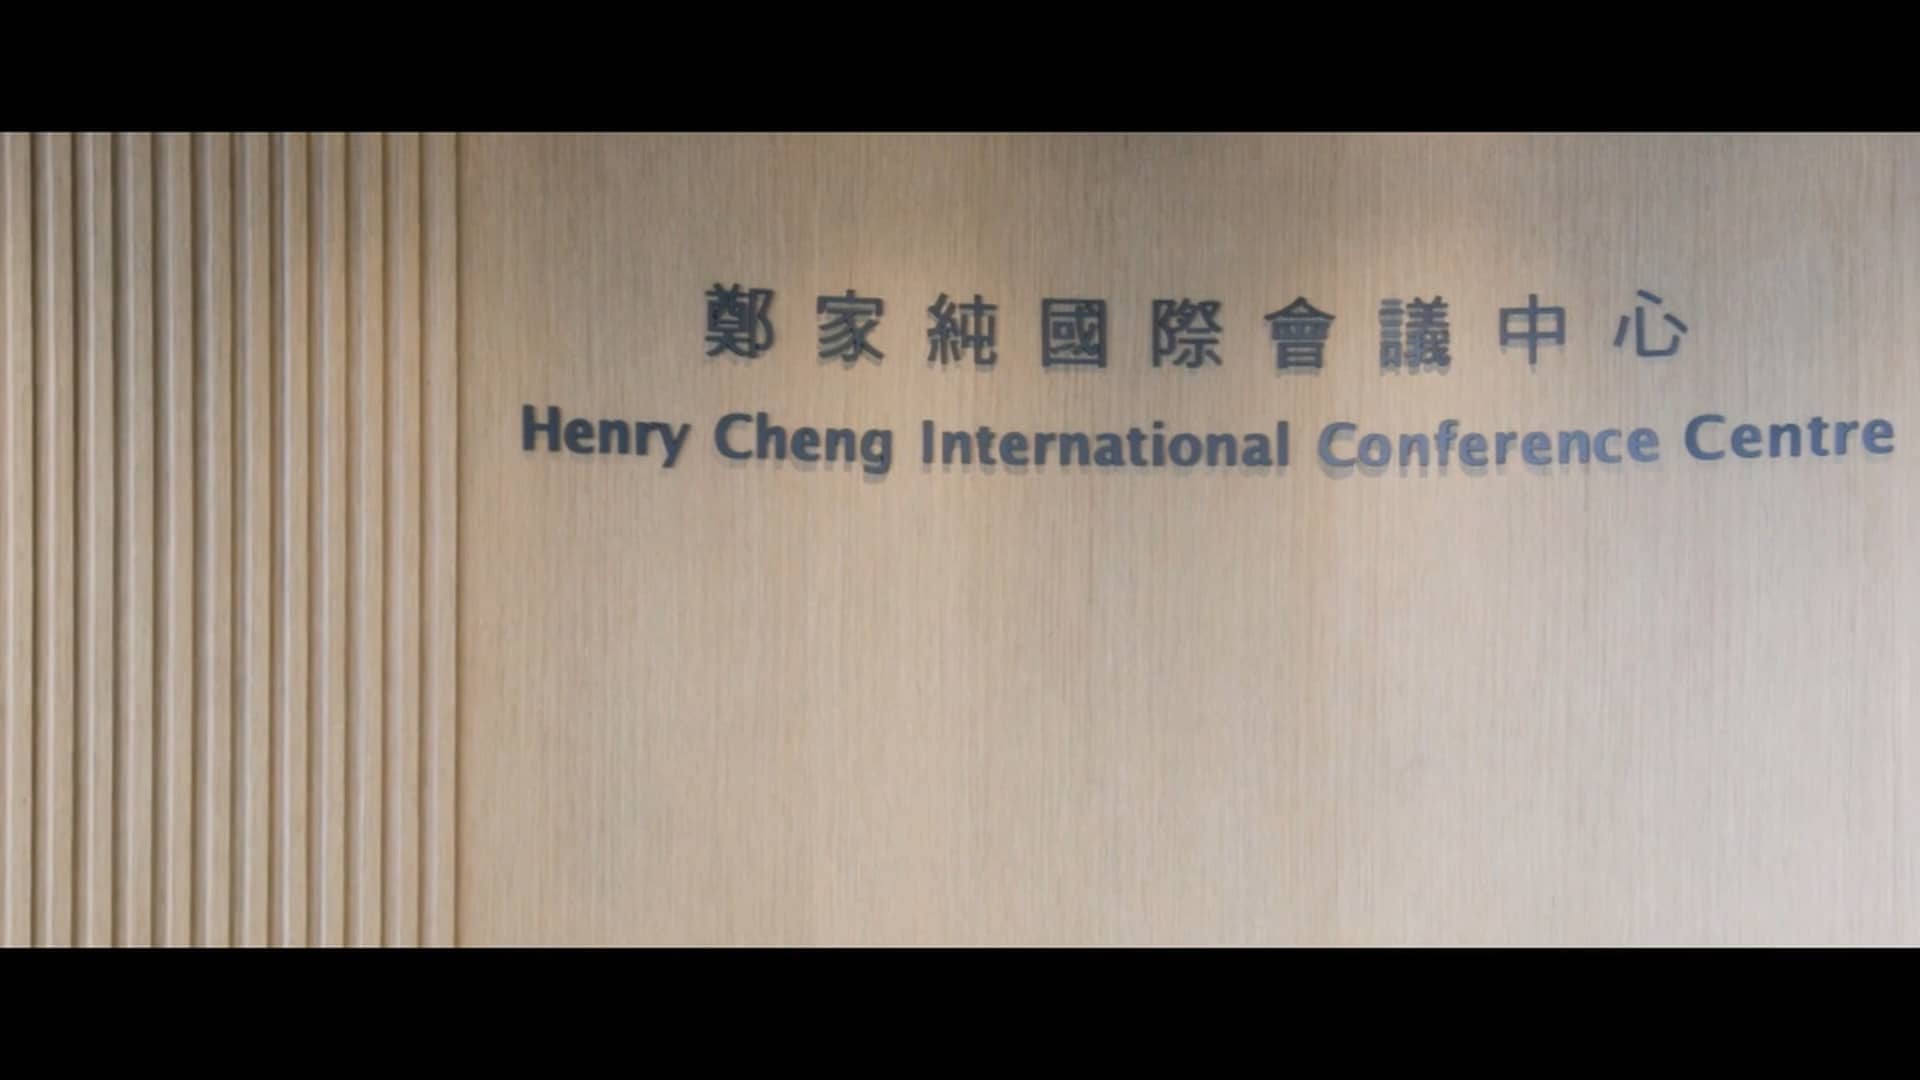 鄭家純國際會議中心
Henry Cheng International Conference Centre